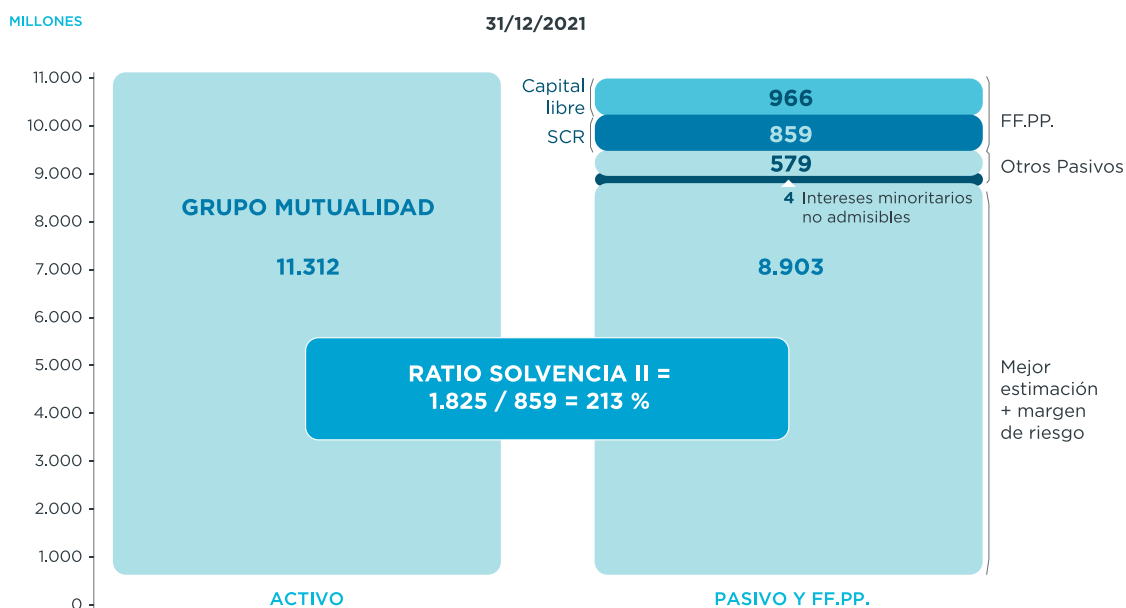 MILLONES
31/12/2021
11.000
10.000
9.000
8.000
7.000
6.000
5.000
4.000
3.000
2.000
1.000
0
GRUPO MUTUALIDAD
11.312
Capital
libre
SCR
966
859
579
4 Intereses minoritarios
no admisibles
8.903
FF.PP.
Otros Pasivos
Mejor
estimación
+ margen
de riesgo
RATIO SOLVENCIA II =
1.825 / 859 = 213 %
ACTIVO
PASIVO Y FF.PP.